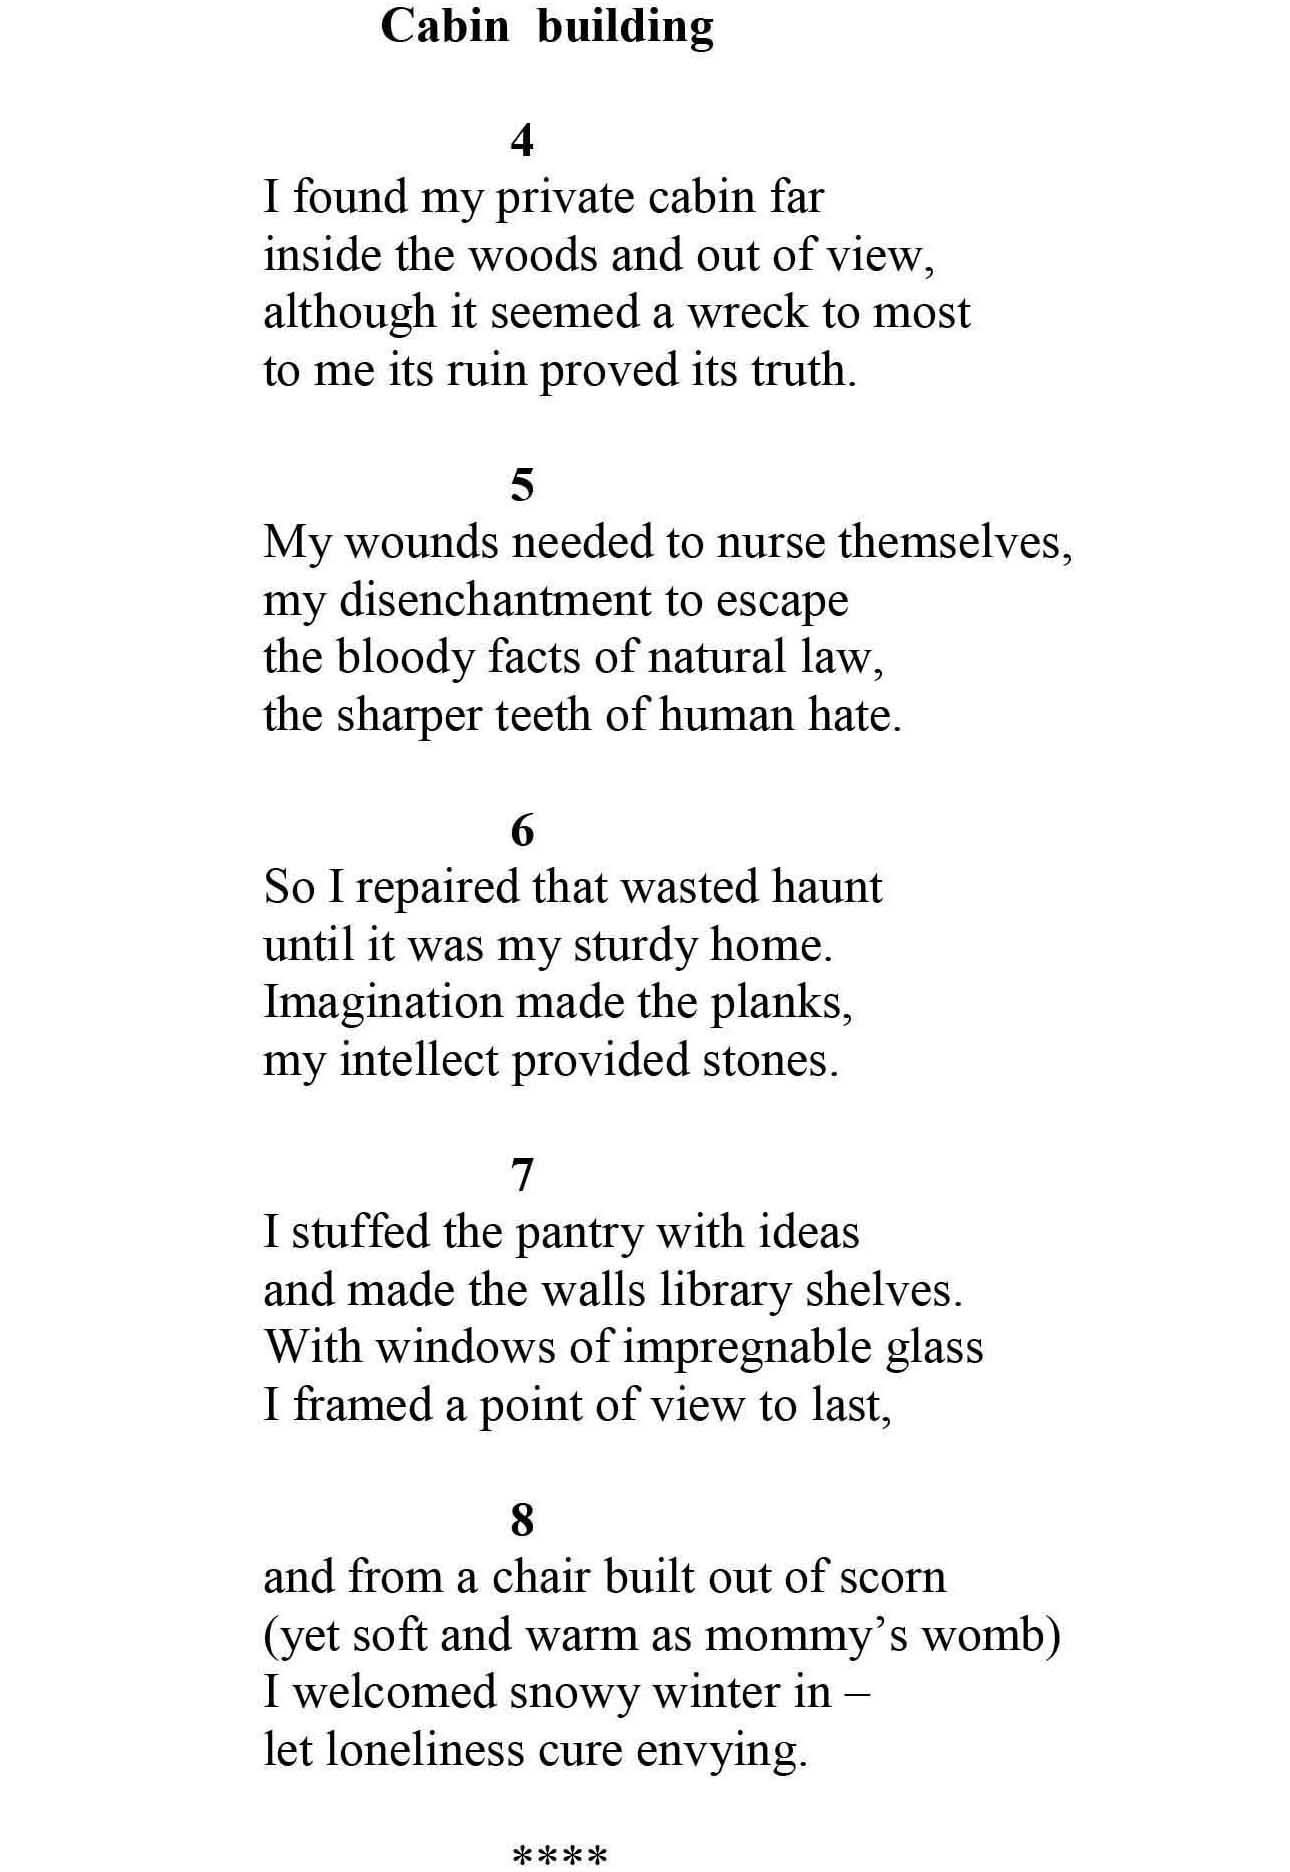 Cabin building
4
I found my private cabin far
inside the woods and out of view,
although it seemed a wreck to most
to me its ruin proved its truth.
5
My wounds needed to nurse themselves,
my disenchantment to escape
the bloody facts of natural law,
the sharper teeth of human hate.
6
So I repaired that wasted haunt
until it was my sturdy home.
Imagination made the planks,
my intellect provided stones.
7
I stuffed the pantry with ideas
and made the walls library shelves.
With windows of impregnable glass
I framed a point of view to last,
8
and from a chair built out of scorn
(yet soft and warm as mommy’s womb)
I welcomed snowy winter in –
let loneliness cure envying.
****